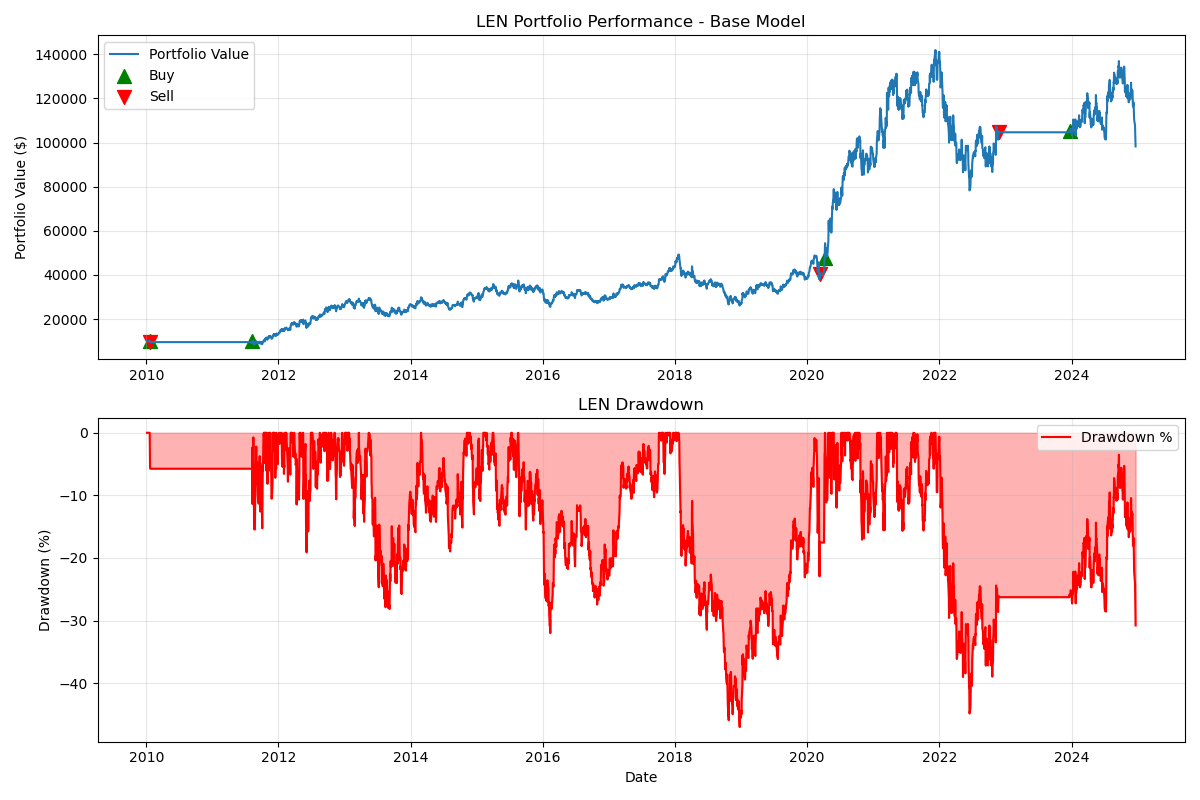 LEN Portfolio Performance - Base Model
Portfolio Value ($)
140000
120000
100000
80000
60000
40000
20000
Portfolio Value
Buy
Sell
2010 2012 2014 2016 2018 2020 2022 2024
LEN Drawdown
Drawdown (%)
0
−10
−20
−30
−40
Drawdown %
2010 2012 2014 2016 2018 2020 2022 2024
Date